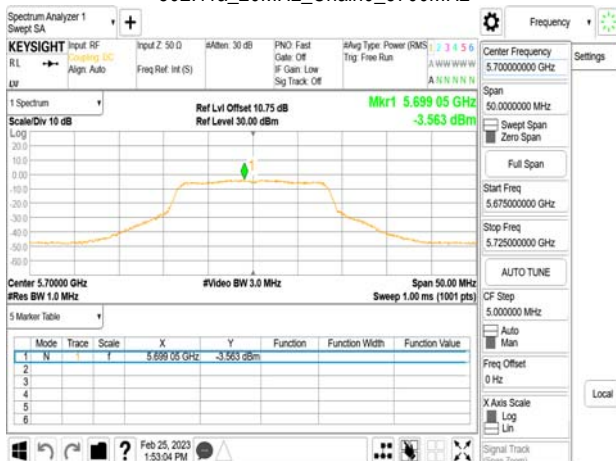 Spectrum Analyzer 1
Swept SA
Frequency
KEYSIGHT
RL
Input: RF
Coupling: DC
Align: Auto
Input Z: 50 Ω
Freq Ref: Int (S)
#Atten: 30 dB
PNO: Fast
Gate: Off
IF Gain: Low
Sig Track: Off
#Avg Type: Power (RMS)
Trig: Free Run
1 2 3 4 5 6
A W W W W W
A N N N N N
Center Frequency
5.700000000 GHz
Settings
Span
50.0000000 MHz
Swept Span
Zero Span
Full Span
Start Freq
5.675000000 GHz
Stop Freq
5.725000000 GHz
AUTO TUNE
CF Step
5.000000 MHz
Auto
Man
Freq Offset
0 Hz
X Axis Scale
Log
Lin
Signal Track
Local
1 Spectrum
Scale/Div 10 dB
Ref Lvl Offset 10.75 dB
Ref Level 30.00 dBm
Mkr1 5.699 05 GHz
-3.563 dBm
Log
20.0
10.0
0.00
-10.0
-20.0
-30.0
-40.0
-50.0
-60.0
1
Center 5.70000 GHz
#Res BW 1.0 MHz
#Video BW 3.0 MHz
Span 50.00 MHz
Sweep 1.00 ms (1001 pts)
5 Marker Table
Mode Trace Scale X Y Function Function Width Function Value
1 N 1 f 5.699 05 GHz -3.563 dBm
2
3
4
5
6
Feb 25, 2023
1:53:04 PM